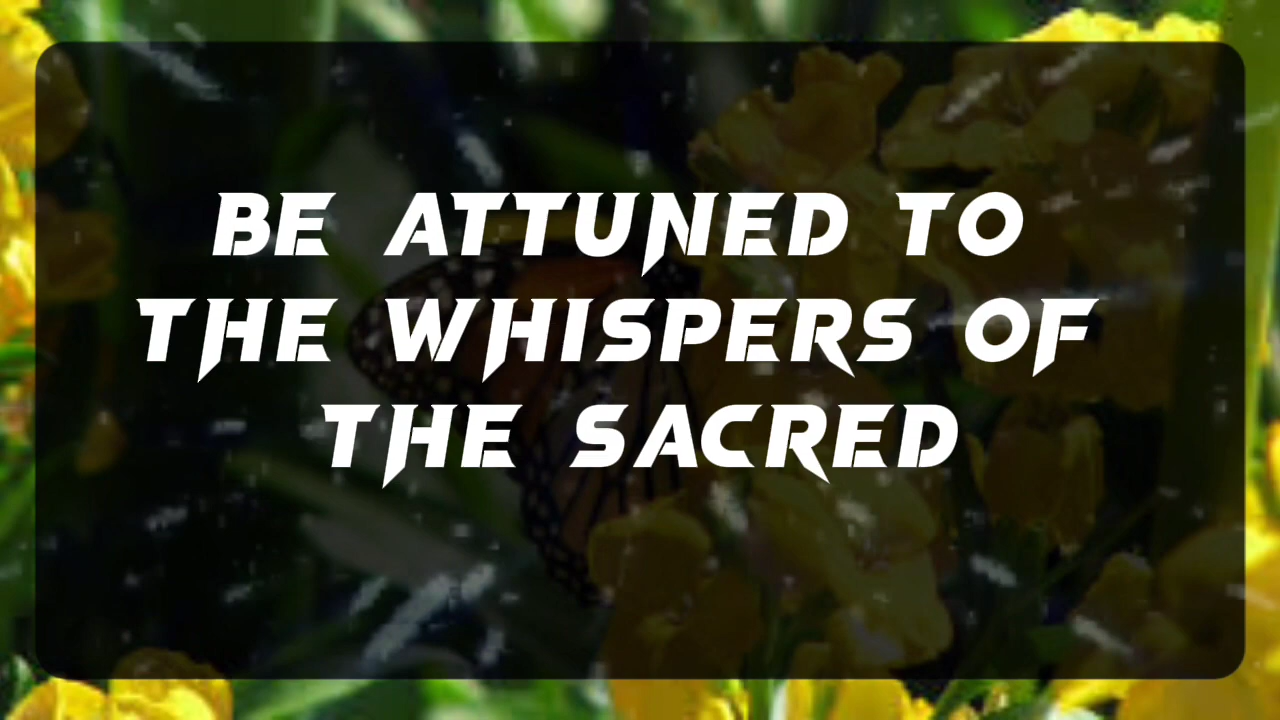 BE ATTUNED TO
THE WHISPERS OF
THE SACRED